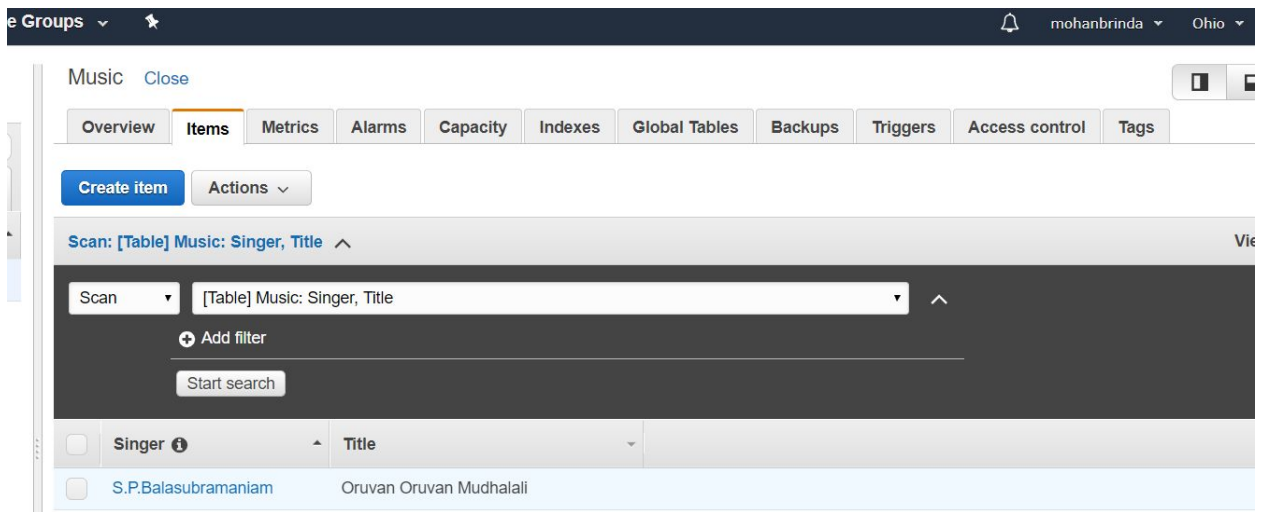 e Groups mohanbrinda Ohio
Music Close
Overview Items Metrics Alarms Capacity Indexes Global Tables Backups Triggers Access control Tags
Create item Actions
Scan: [Table] Music: Singer, Title Vie
Scan [Table] Music: Singer, Title
Add filter
Start search
Singer Title
S.P.Balasubramaniam Oruvan Oruvan Mudhalali